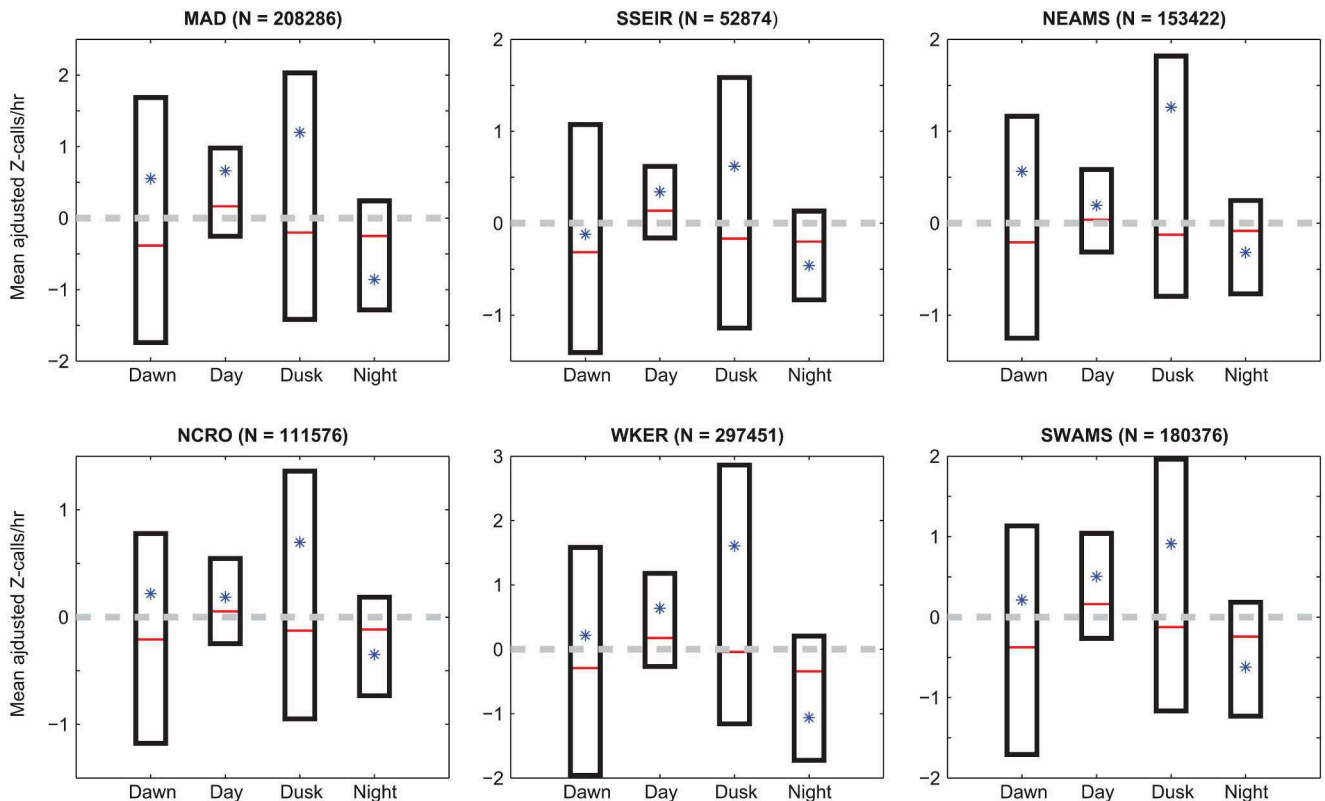 MAD (N = 208286)
SSEIR (N = 52874)
NEAMS (N = 153422)
Mean ajdusted Z-calls/hr
2
1
0
−1
−2
Dawn Day Dusk Night
2
1
0
−1
Dawn Day Dusk Night
2
1
0
−1
Dawn Day Dusk Night
NCRO (N = 111576)
WKER (N = 297451)
SWAMS (N = 180376)
Mean ajdusted Z-calls/hr
1
0
−1
Dawn Day Dusk Night
3
2
1
0
−1
−2
Dawn Day Dusk Night
2
1
0
−1
−2
Dawn Day Dusk Night